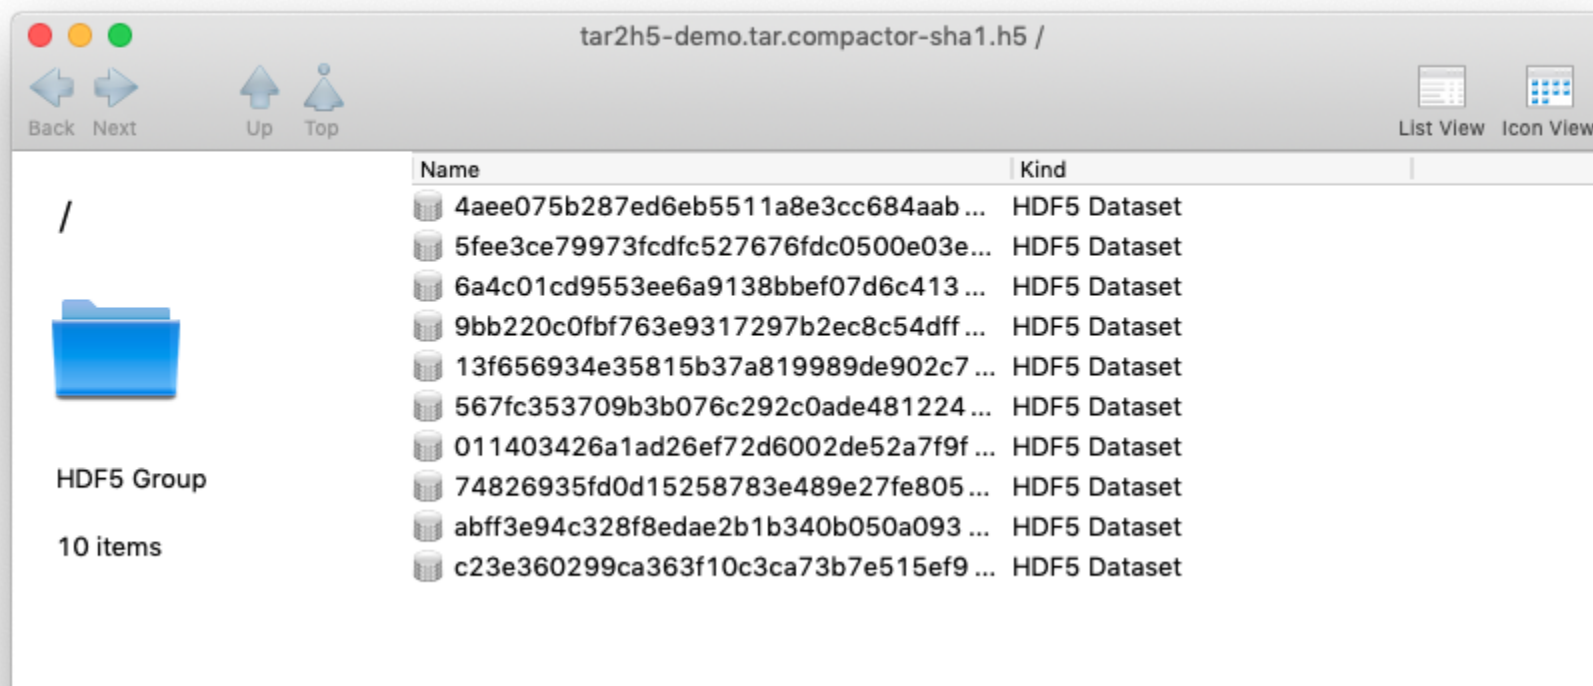 tar2h5-demo.tar.compactor-sha1.h5 /
Back Next Up Top List View Icon View
Name Kind
/
4aee075b287ed6eb5511a8e3cc684aab... HDF5 Dataset
5fee3ce79973fcdfc527676fdc0500e03e... HDF5 Dataset
6a4c01cd9553ee6a9138bbef07d6c413... HDF5 Dataset
9bb220c0fbf763e9317297b2ec8c54dff... HDF5 Dataset
13f656934e35815b37a819989de902c7... HDF5 Dataset
567fc353709b3b076c292c0ade481224... HDF5 Dataset
011403426a1ad26ef72d6002de52a7f9f... HDF5 Dataset
74826935fd0d15258783e489e27fe805... HDF5 Dataset
abff3e94c328f8edae2b1b340b050a093... HDF5 Dataset
c23e360299ca363f10c3ca73b7e515ef9... HDF5 Dataset
HDF5 Group
10 items